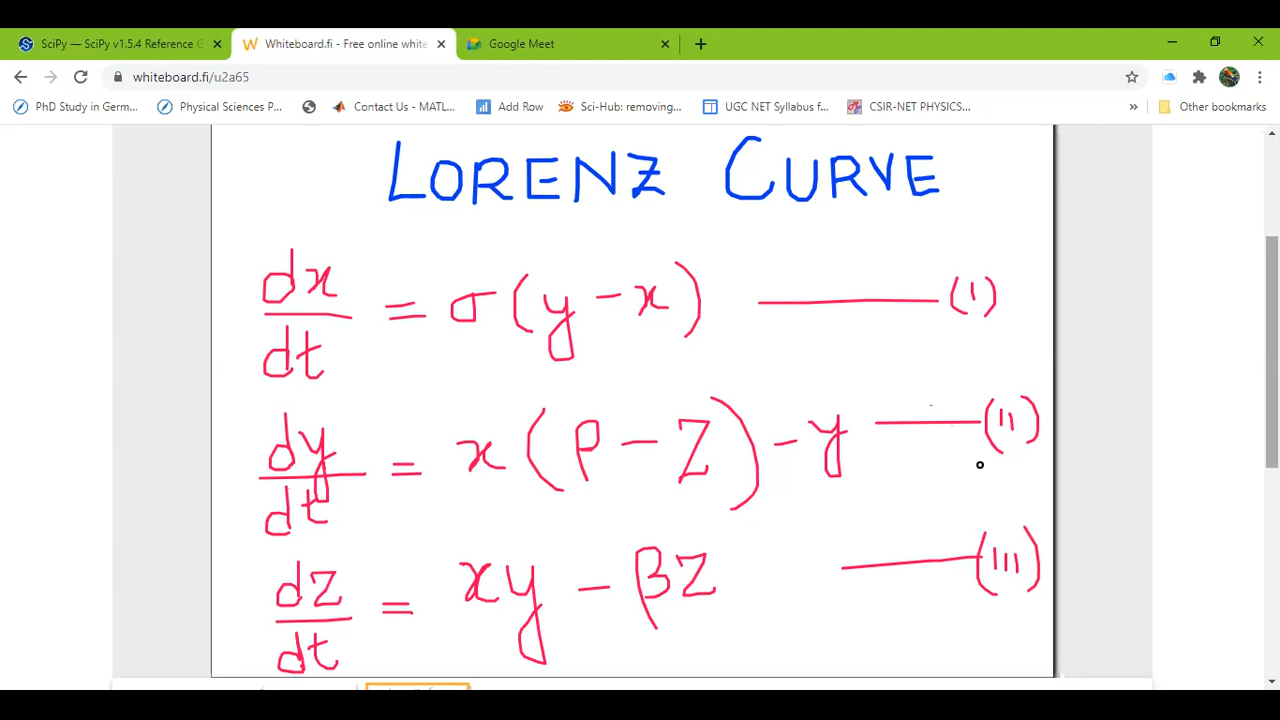 SciPy — SciPy v1.5.4 Reference G
Whiteboard.fi - Free online white
Google Meet
whiteboard.fi/u2a65
PhD Study in Germ...
Physical Sciences P...
Contact Us - MATL...
Add Row
Sci-Hub: removing...
UGC NET Syllabus f...
CSIR-NET PHYSICS...
»
Other bookmarks
LORENZ CURVE
dx/dt = σ(y-x) ——— (I)
dy/dt = x(ρ-z)-y ——— (II)
dz/dt = xy - βz ——— (III)